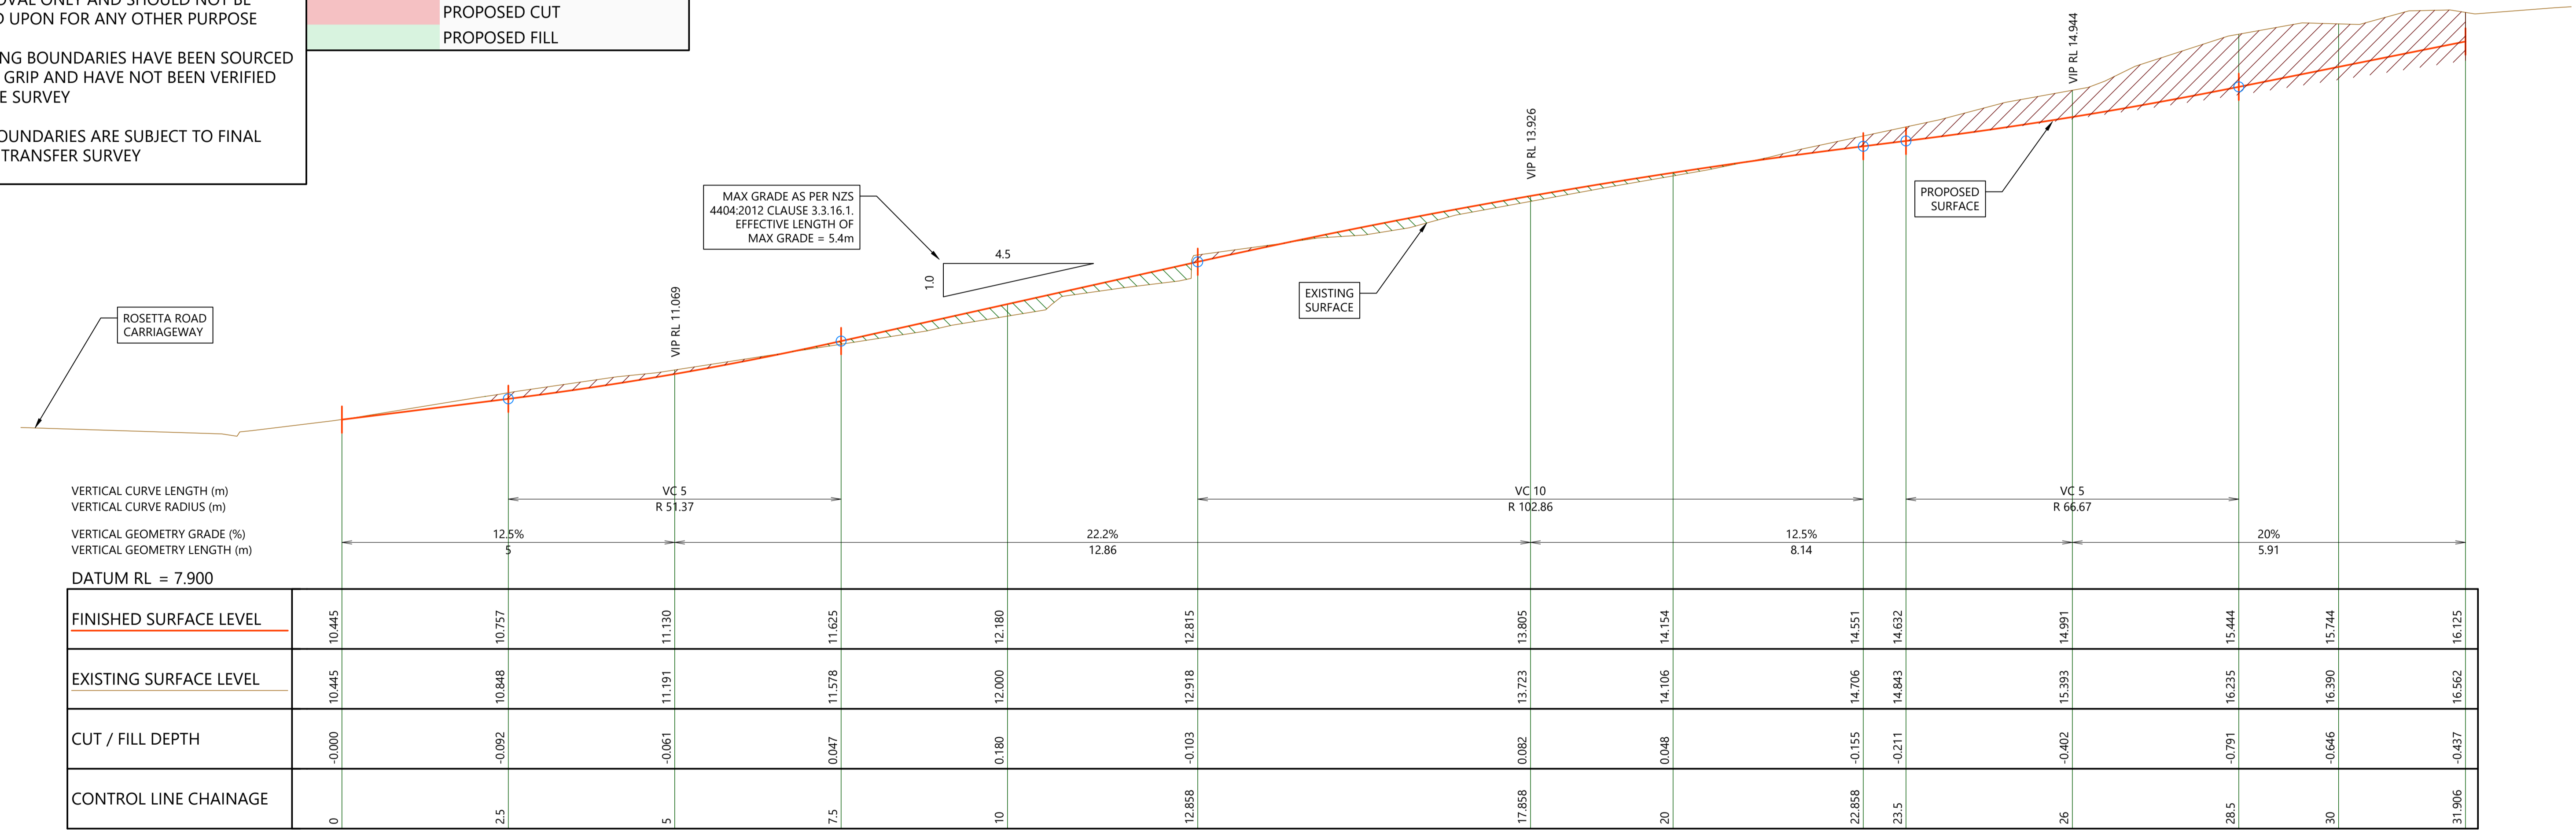 OVAL ONLY AND SHOULD NOT BE
D UPON FOR ANY OTHER PURPOSE
NG BOUNDARIES HAVE BEEN SOURCED
GRIP AND HAVE NOT BEEN VERIFIED
E SURVEY
OUNDARIES ARE SUBJECT TO FINAL
TRANSFER SURVEY
PROPOSED CUT
PROPOSED FILL
ROSETTA ROAD
CARRIAGEWAY
VIP RL 11.069
MAX GRADE AS PER NZS
4404:2012 CLAUSE 3.3.16.1.
EFFECTIVE LENGTH OF
MAX GRADE = 5.4m
4.5
1.0
EXISTING
SURFACE
VIP RL 13.926
PROPOSED
SURFACE
VIP RL 14.944
VERTICAL CURVE LENGTH (m)
VC 5
VC 10
VC 5
VERTICAL CURVE RADIUS (m)
R 51.37
R 102.86
R 66.67
VERTICAL GEOMETRY GRADE (%)
12.5%
22.2%
12.5%
20%
VERTICAL GEOMETRY LENGTH (m)
5
12.86
8.14
5.91
DATUM RL = 7.900
FINISHED SURFACE LEVEL
10.445
10.757
11.130
11.625
12.180
12.815
13.805
14.154
14.551
14.632
14.991
15.444
15.744
16.125
EXISTING SURFACE LEVEL
10.445
10.848
11.191
11.578
12.000
12.918
13.723
14.106
14.706
14.843
15.393
16.235
16.390
16.562
CUT / FILL DEPTH
-0.000
-0.092
-0.061
0.047
0.180
-0.103
0.082
0.048
-0.155
-0.211
-0.402
-0.791
-0.646
-0.437
CONTROL LINE CHAINAGE
0
2.5
5
7.5
10
12.858
17.858
20
22.858
23.5
26
28.5
30
31.906